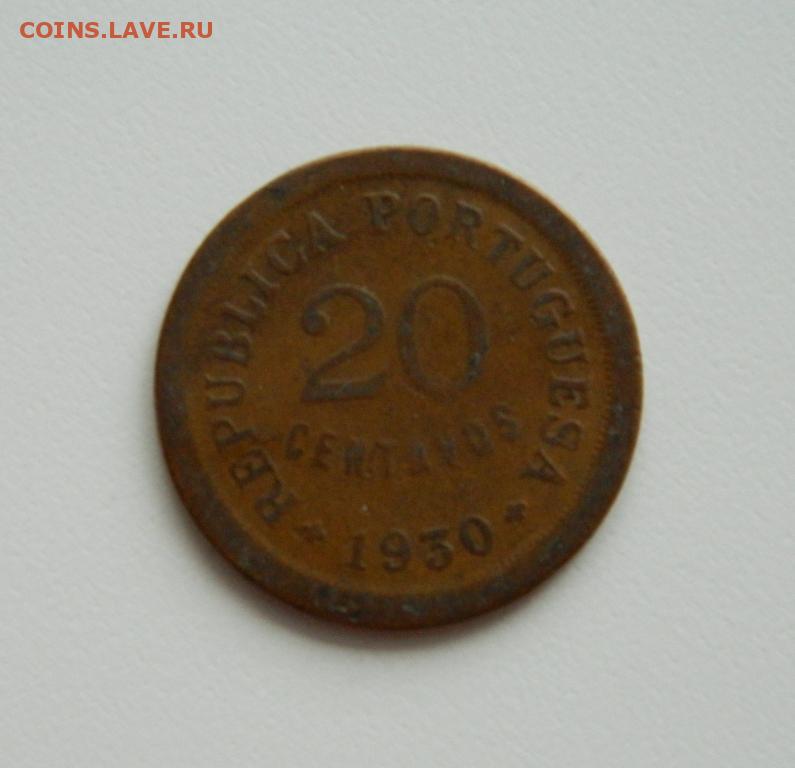 COINS.LAVE.RU
REPUBLICA PORTUGUESA
20
CENTAVOS
* 1930 *